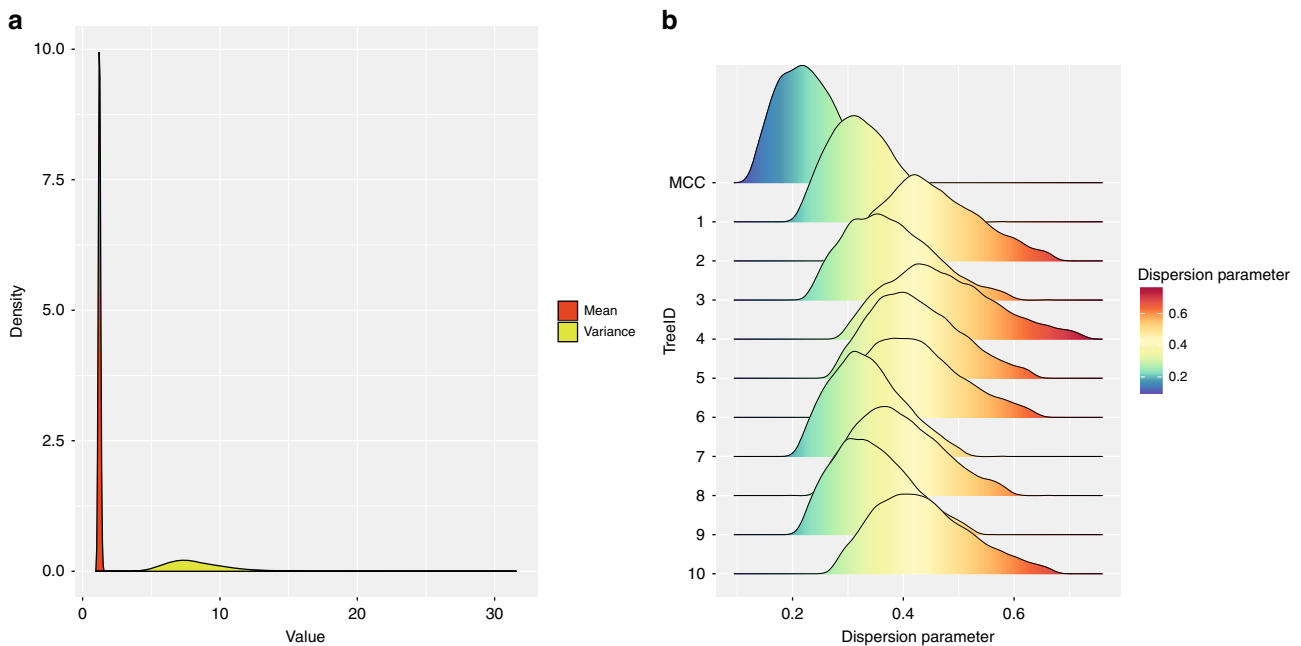 a
10.0
7.5
5.0
2.5
0.0
Density
0 10 20 30
Value
Mean
Variance
b
MCC
1
2
3
4
5
6
7
8
9
10
TreeID
0.2 0.4 0.6
Dispersion parameter
Dispersion parameter
0.6
0.4
0.2